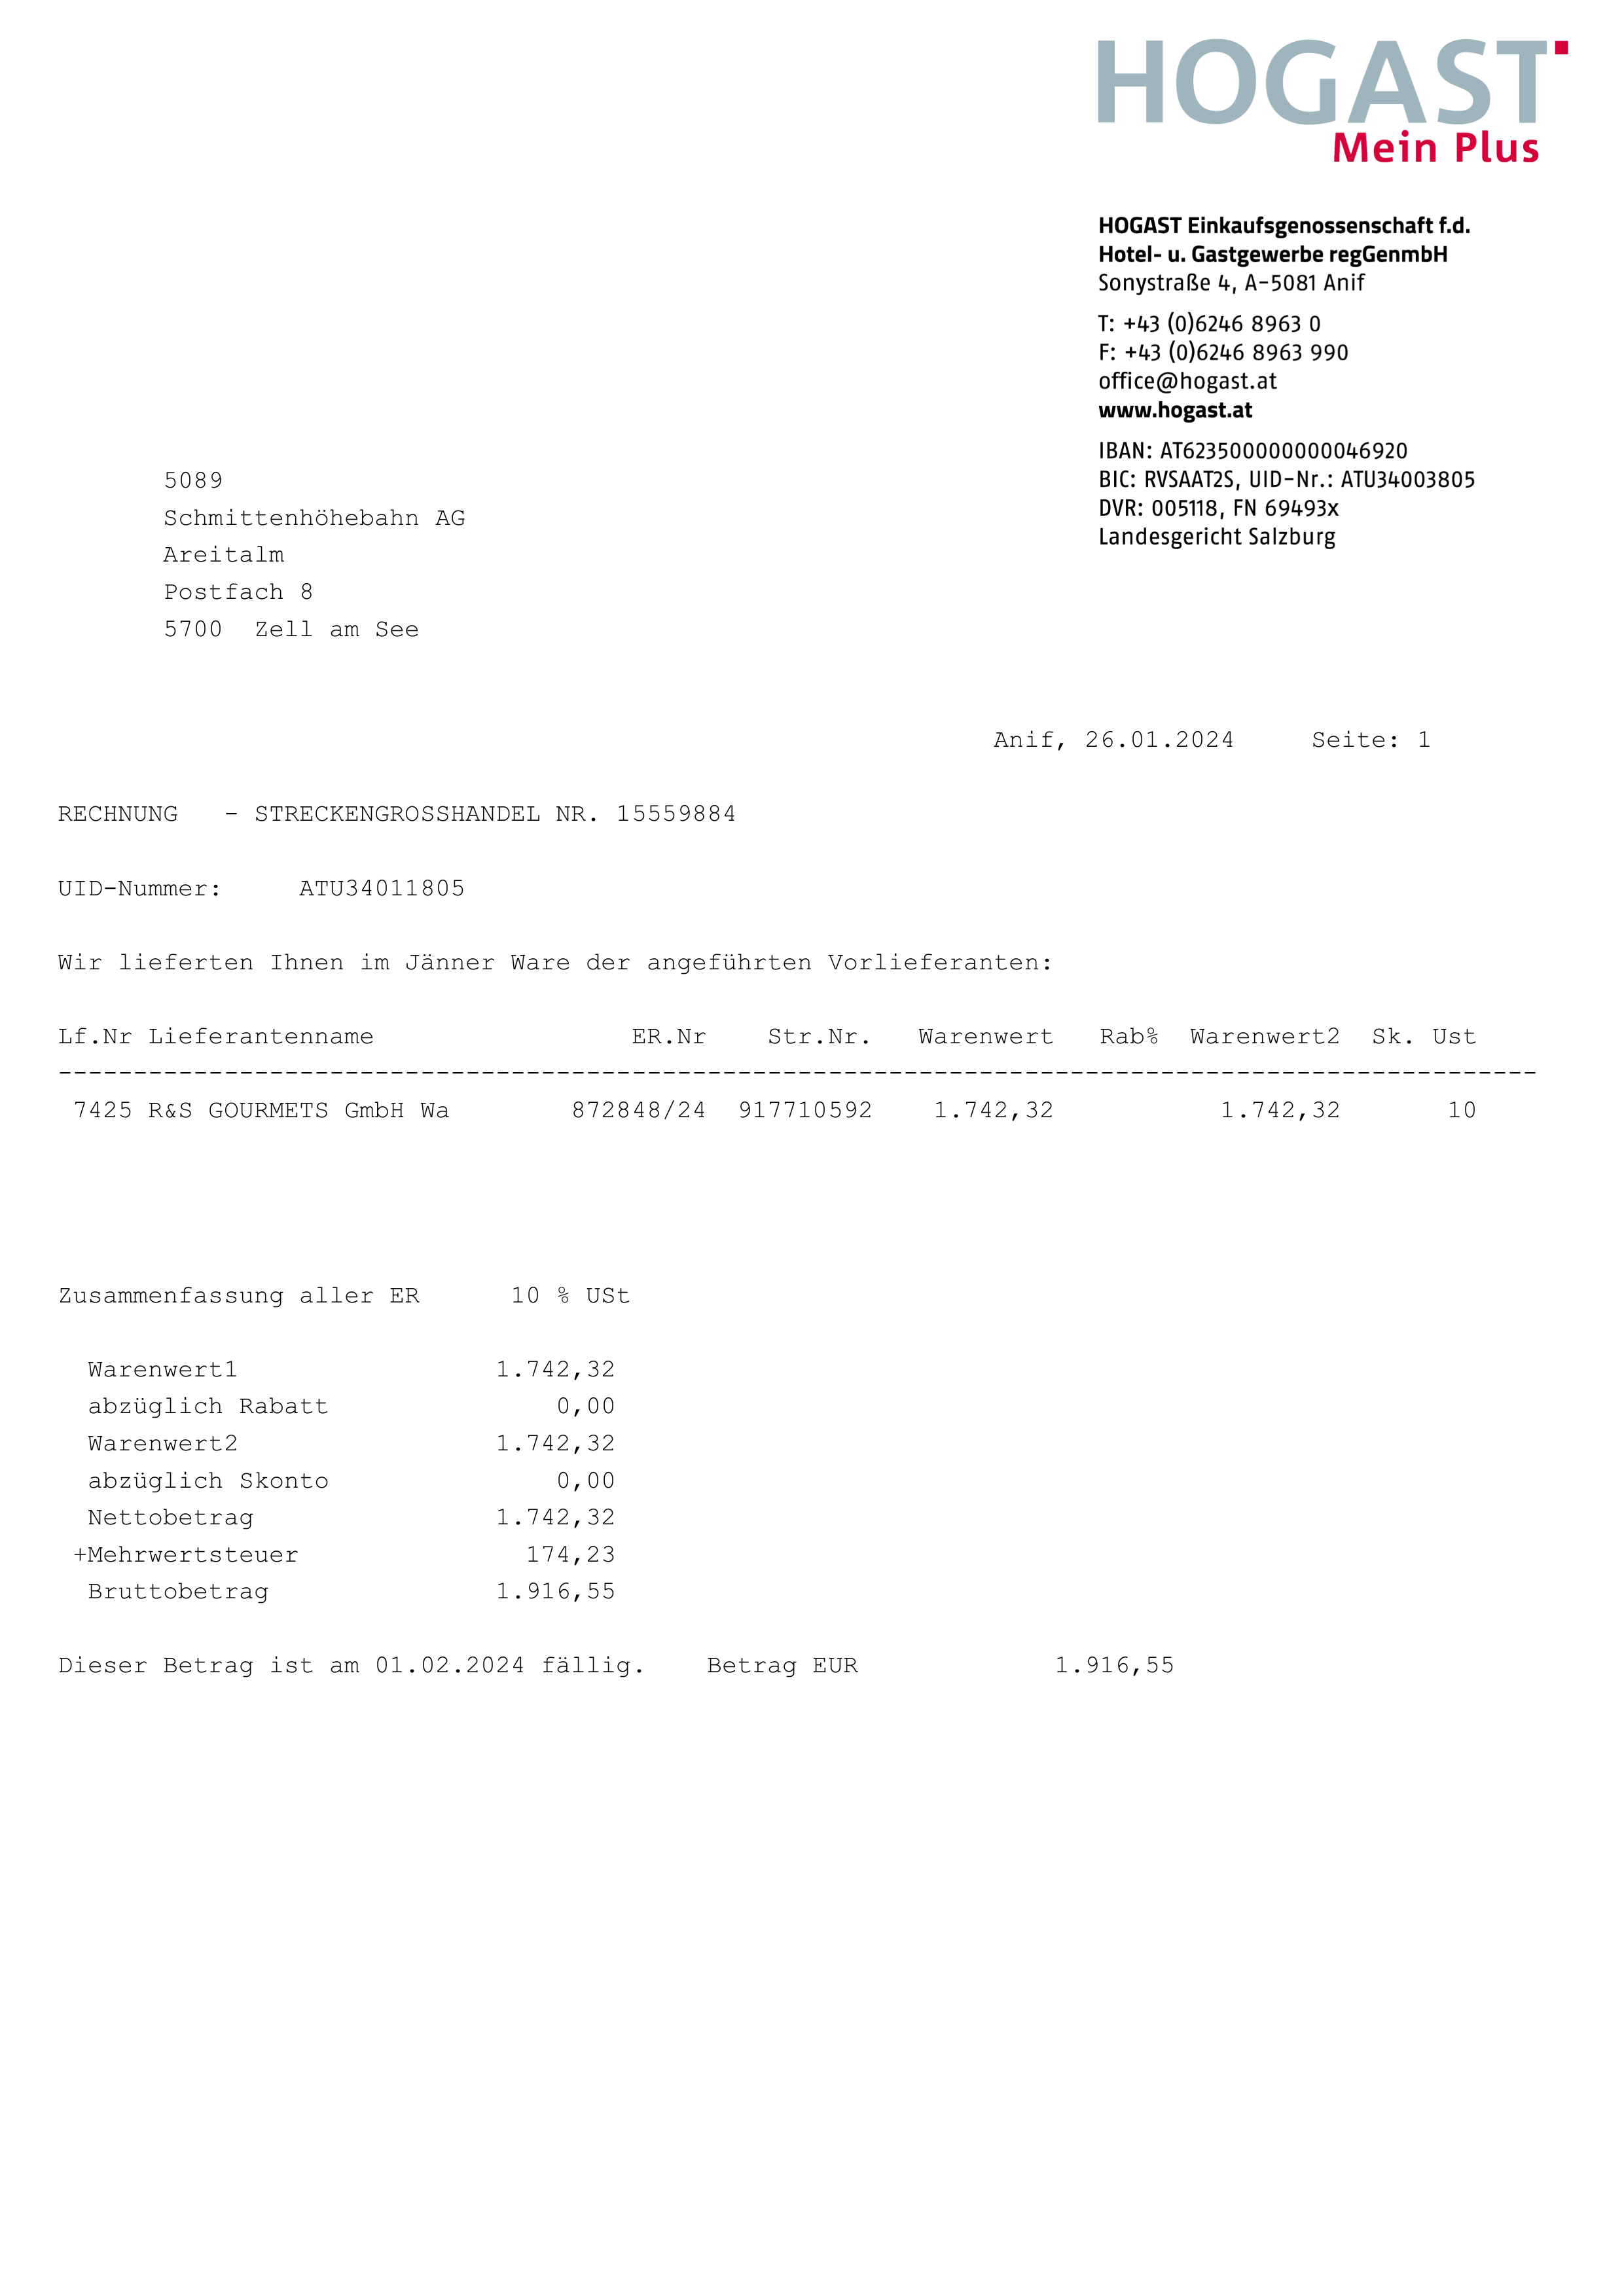 HOGAST
Mein Plus
HOGAST Einkaufsgenossenschaft f.d.
Hotel- u. Gastgewerbe regGenmbH
Sonystraße 4, A-5081 Anif
T: +43 (0)6246 8963 0
F: +43 (0)6246 8963 990
office@hogast.at
www.hogast.at
IBAN: AT623500000000046920
BIC: RVSAAT2S, UID-Nr.: ATU34003805
DVR: 005118, FN 69493x
Landesgericht Salzburg
5089
Schmittenhöhebahn AG
Areitalm
Postfach 8
5700 Zell am See
Anif, 26.01.2024 Seite: 1
RECHNUNG - STRECKENGROSSHANDEL NR. 15559884
UID-Nummer: ATU34011805
Wir lieferten Ihnen im Jänner Ware der angeführten Vorlieferanten:
Lf.Nr Lieferantenname ER.Nr Str.Nr. Warenwert Rab% Warenwert2 Sk. Ust
--------------------------------------------------------------------------------------------------
7425 R&S GOURMETS GmbH Wa 872848/24 917710592 1.742,32 1.742,32 10
Zusammenfassung aller ER 10 % USt
Warenwert1 1.742,32
abzüglich Rabatt 0,00
Warenwert2 1.742,32
abzüglich Skonto 0,00
Nettobetrag 1.742,32
+Mehrwertsteuer 174,23
Bruttobetrag 1.916,55
Dieser Betrag ist am 01.02.2024 fällig. Betrag EUR 1.916,55